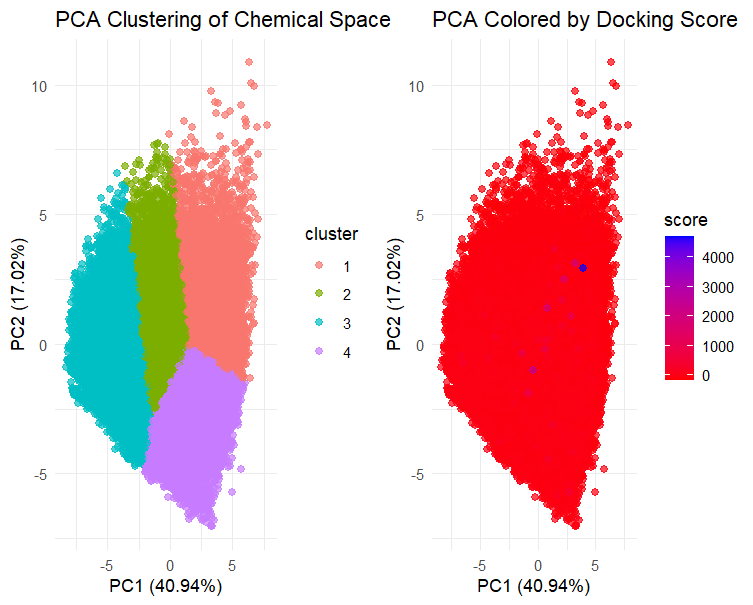 PCA Clustering of Chemical Space
10
5
0
-5
PC2 (17.02%)
-5
0
5
PC1 (40.94%)
cluster
1
2
3
4
PCA Colored by Docking Score
10
5
0
-5
PC2 (17.02%)
-5
0
5
PC1 (40.94%)
score
4000
3000
2000
1000
0